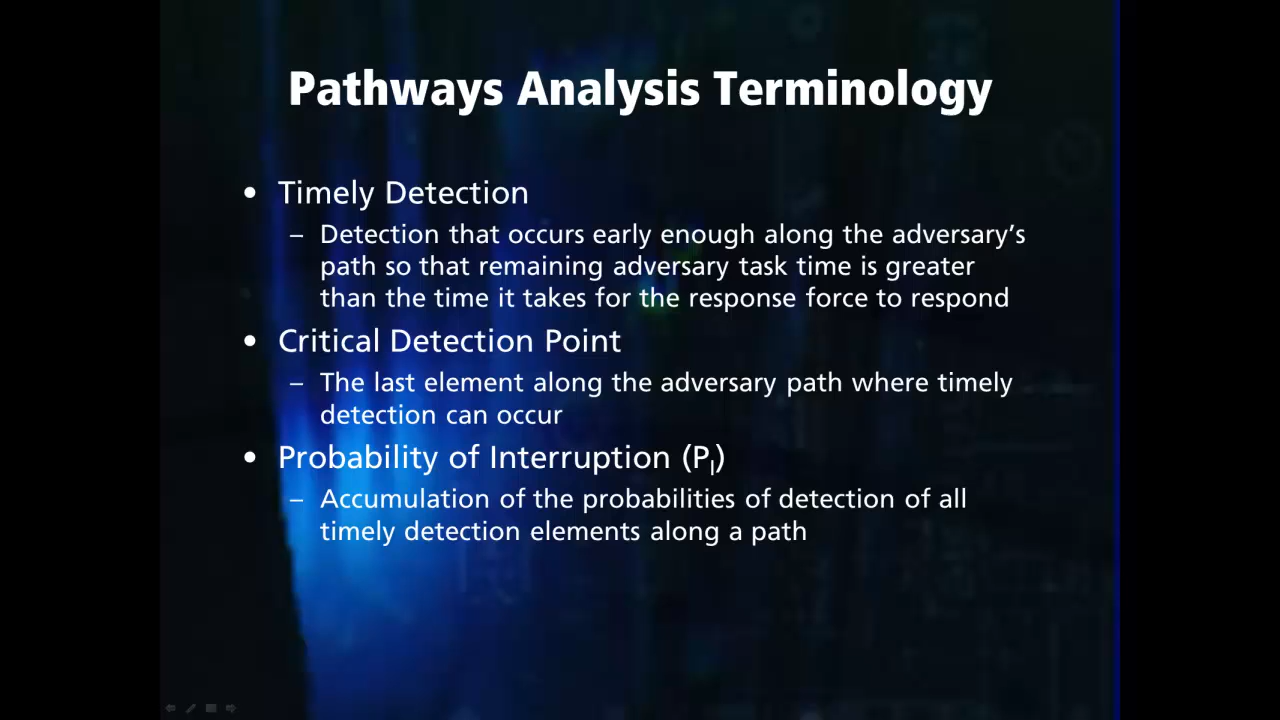 Pathways Analysis Terminology
• Timely Detection
– Detection that occurs early enough along the adversary’s
path so that remaining adversary task time is greater
than the time it takes for the response force to respond
• Critical Detection Point
– The last element along the adversary path where timely
detection can occur
• Probability of Interruption (PI)
– Accumulation of the probabilities of detection of all
timely detection elements along a path